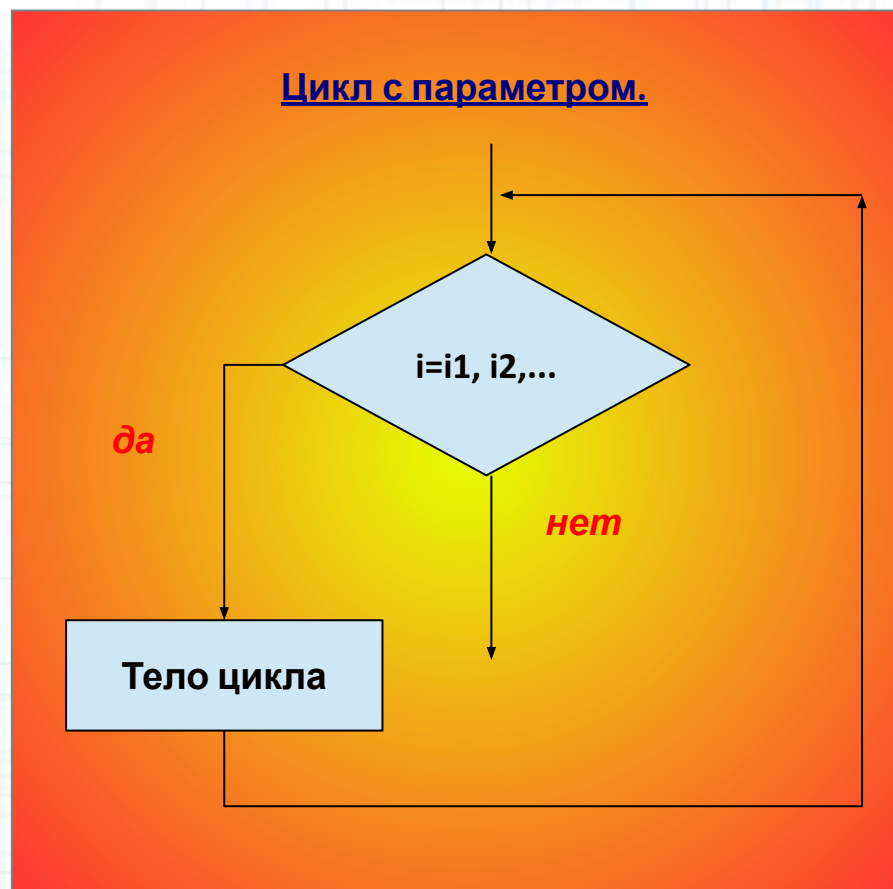 Цикл с параметром.
i=i1, i2,...
да
нет
Тело цикла